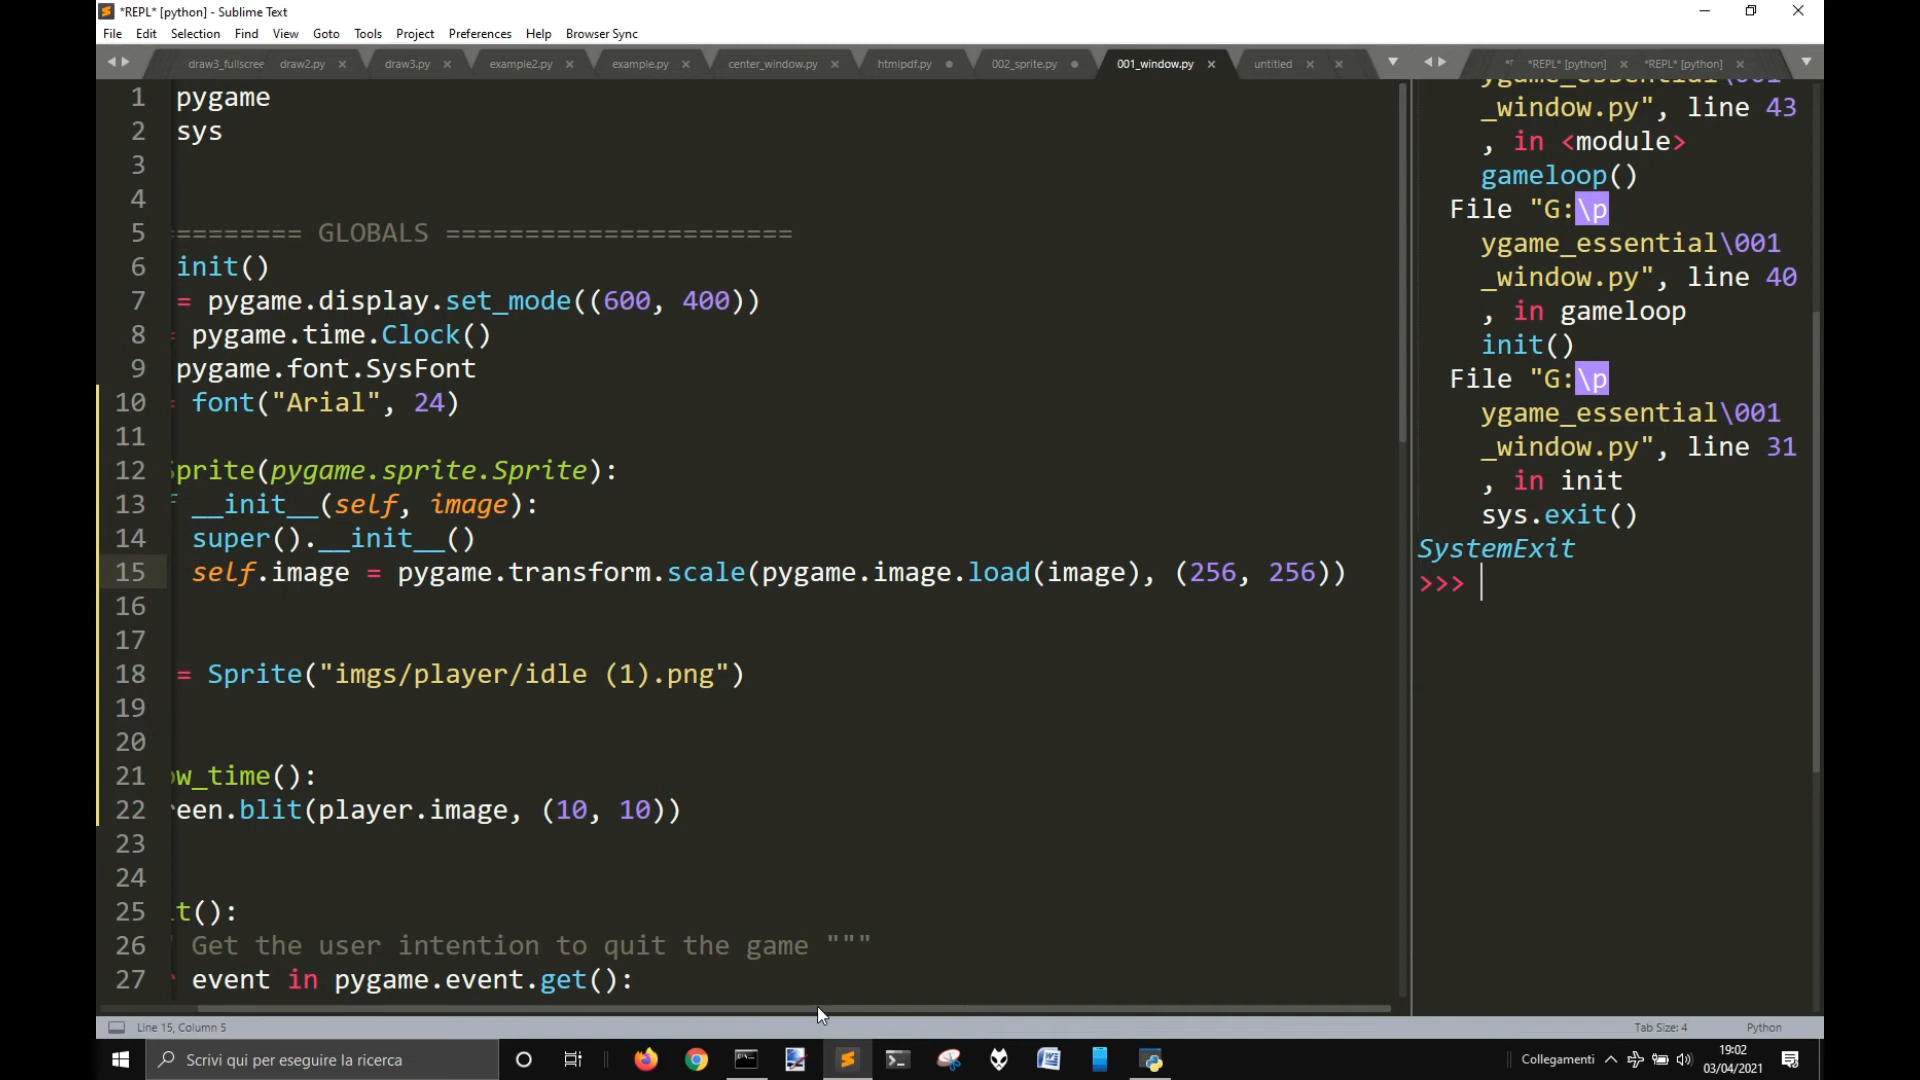 *REPL* [python] - Sublime Text
File Edit Selection Find View Goto Tools Project Preferences Help Browser Sync
draw3_fullscree draw2.py draw3.py example2.py example.py center_window.py htmlpdf.py 002_sprite.py 001_window.py untitled *REPL* [python] *REPL* [python]
1 pygame
2 sys
3
4
5 ======== GLOBALS ======================
6 init()
7 = pygame.display.set_mode((600, 400))
8 = pygame.time.Clock()
9 pygame.font.SysFont
10 = font("Arial", 24)
11
12 Sprite(pygame.sprite.Sprite):
13 f __init__(self, image):
14 super().__init__()
15 self.image = pygame.transform.scale(pygame.image.load(image), (256, 256))
16
17
18 = Sprite("imgs/player/idle (1).png")
19
20
21 ow_time():
22 reen.blit(player.image, (10, 10))
23
24
25 it():
26 Get the user intention to quit the game """
27 event in pygame.event.get():
ygame_essential\001
_window.py", line 43
, in <module>
gameloop()
File "G:\p
ygame_essential\001
_window.py", line 40
, in gameloop
init()
File "G:\p
ygame_essential\001
_window.py", line 31
, in init
sys.exit()
SystemExit
>>>
Line 15, Column 5
Tab Size: 4
Python
Scrivi qui per eseguire la ricerca
Collegamenti
19:02
03/04/2021